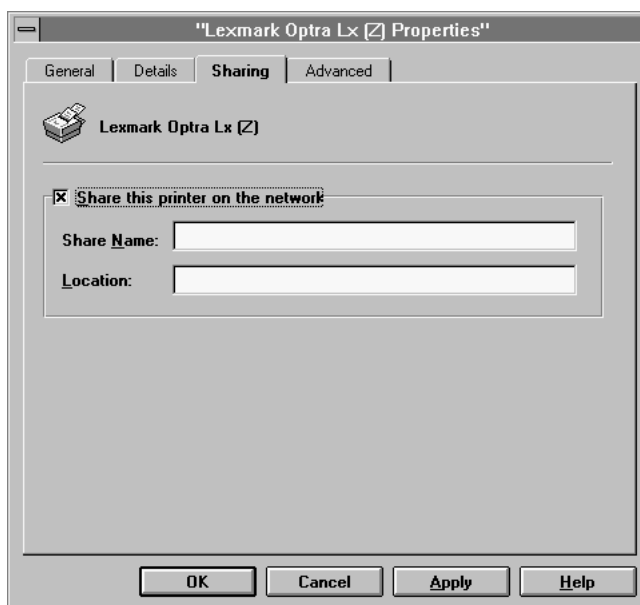 "Lexmark Optra Lx (Z) Properties"
General Details Sharing Advanced
Lexmark Optra Lx (Z)
Share this printer on the network
Share Name:
Location:
OK Cancel Apply Help